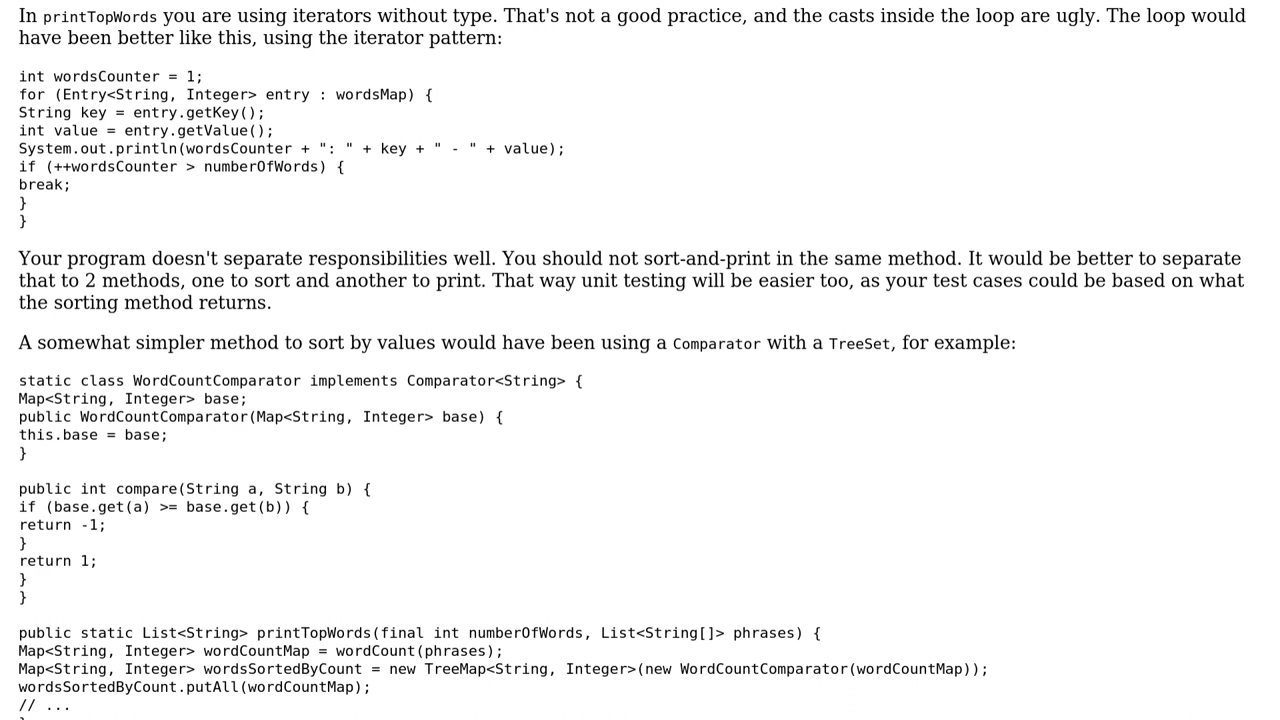 In printTopWords you are using iterators without type. That's not a good practice, and the casts inside the loop are ugly. The loop would
have been better like this, using the iterator pattern:
int wordsCounter = 1;
for (Entry<String, Integer> entry : wordsMap) {
String key = entry.getKey();
int value = entry.getValue();
System.out.println(wordsCounter + ": " + key + " - " + value);
if (++wordsCounter > numberOfWords) {
break;
}
}
Your program doesn't separate responsibilities well. You should not sort-and-print in the same method. It would be better to separate
that to 2 methods, one to sort and another to print. That way unit testing will be easier too, as your test cases could be based on what
the sorting method returns.
A somewhat simpler method to sort by values would have been using a Comparator with a TreeSet, for example:
static class WordCountComparator implements Comparator<String> {
Map<String, Integer> base;
public WordCountComparator(Map<String, Integer> base) {
this.base = base;
}
public int compare(String a, String b) {
if (base.get(a) >= base.get(b)) {
return -1;
}
return 1;
}
}
public static List<String> printTopWords(final int numberOfWords, List<String[]> phrases) {
Map<String, Integer> wordCountMap = wordCount(phrases);
Map<String, Integer> wordsSortedByCount = new TreeMap<String, Integer>(new WordCountComparator(wordCountMap));
wordsSortedByCount.putAll(wordCountMap);
// ...